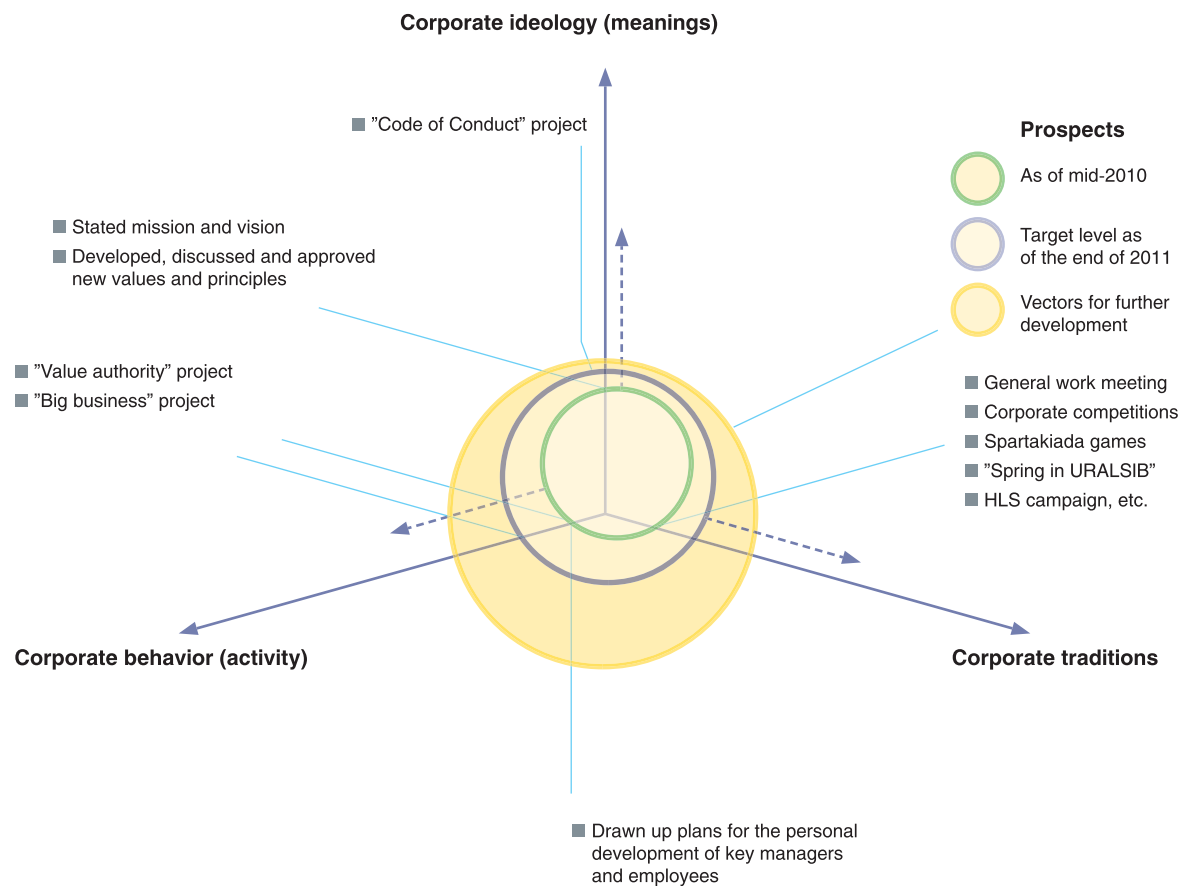 Corporate ideology (meanings)
”Code of Conduct” project
Stated mission and vision
Developed, discussed and approved
new values and principles
”Value authority” project
”Big business” project
Prospects
As of mid-2010
Target level as
of the end of 2011
Vectors for further
development
General work meeting
Corporate competitions
Spartakiada games
”Spring in URALSIB”
HLS campaign, etc.
Corporate behavior (activity)
Corporate traditions
Drawn up plans for the personal
development of key managers
and employees